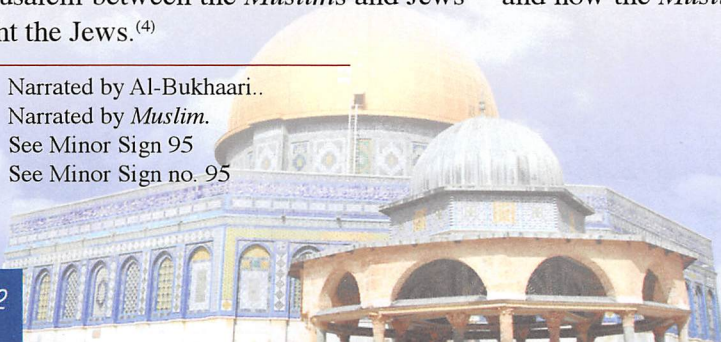 between the Muslims and Jews and how the
the Jews.(4)
Narrated by Al-Bukhaari..
Narrated by Muslim.
See Minor Sign 95
See Minor Sign no. 95
2